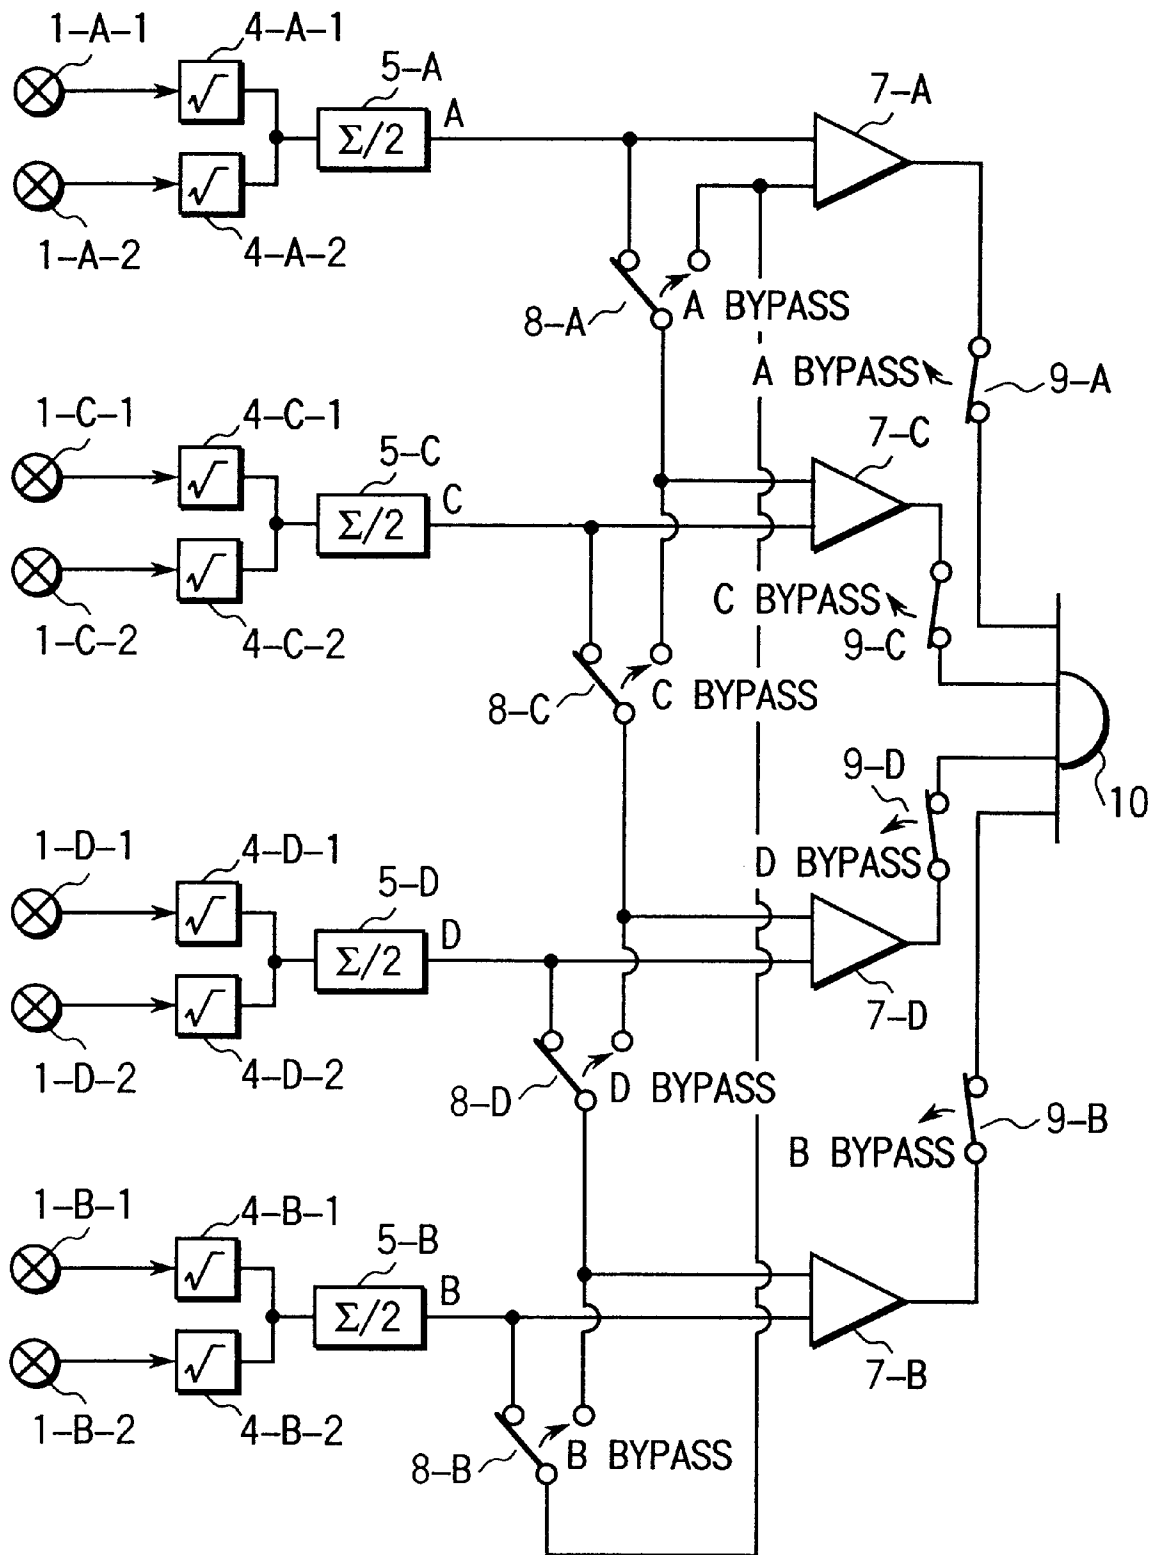 1-A-1
4-A-1
5-A
√
Σ/2
A
7-A
√
1-A-2
4-A-2
8-A
A BYPASS
A BYPASS
9-A
1-C-1
4-C-1
5-C
7-C
√
Σ/2
C
√
C BYPASS
1-C-2
4-C-2
9-C
8-C
C BYPASS
9-D
10
1-D-1
4-D-1
5-D
D BYPASS
√
Σ/2
D
√
7-D
1-D-2
4-D-2
8-D
D BYPASS
9-B
B BYPASS
1-B-1
4-B-1
5-B
√
Σ/2
B
√
7-B
1-B-2
4-B-2
8-B
B BYPASS